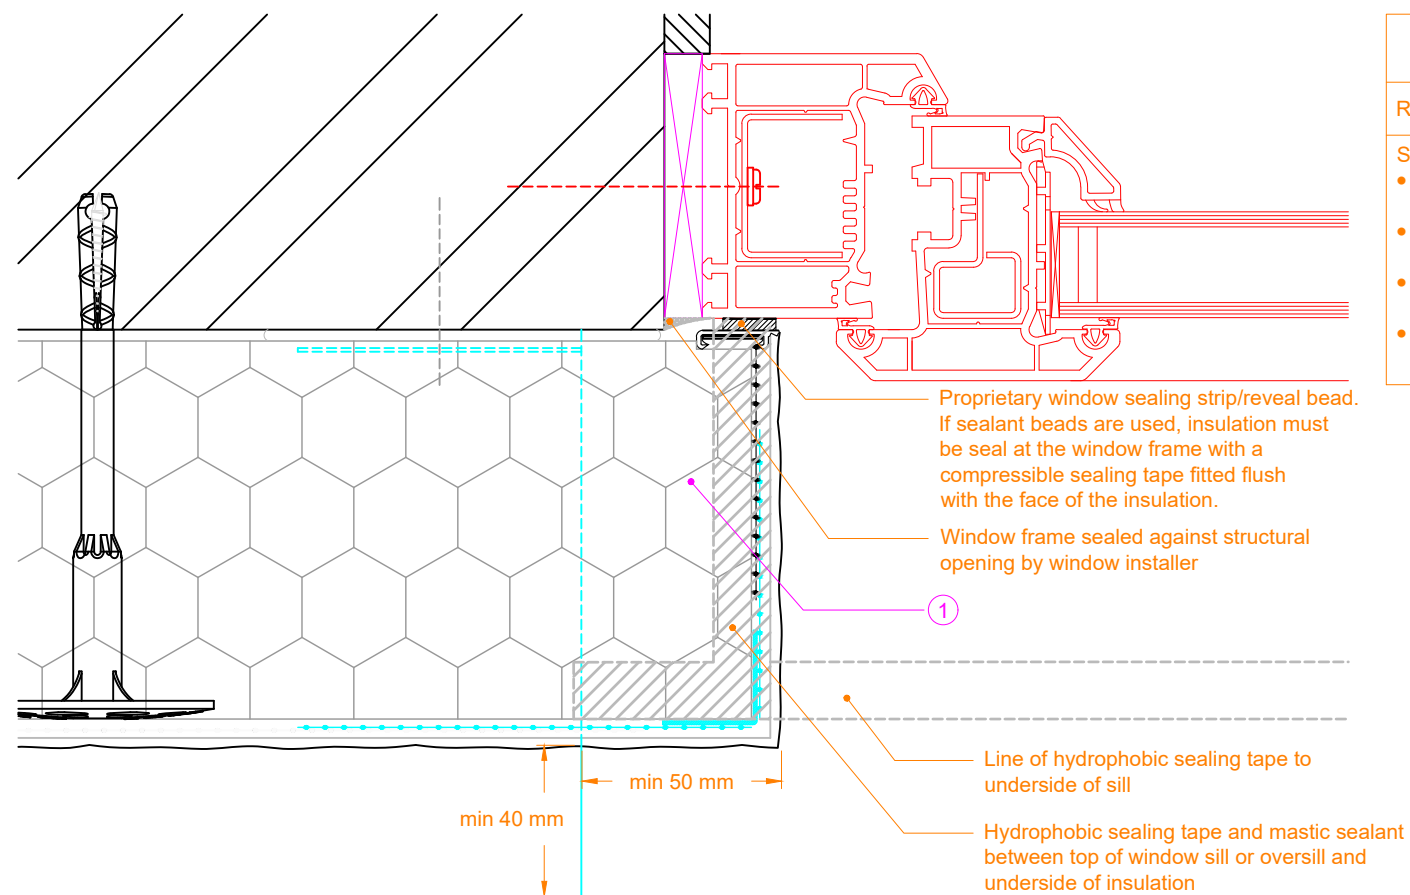 R
S
Proprietary window sealing strip/reveal bead.
If sealant beads are used, insulation must
be seal at the window frame with a
compressible sealing tape fitted flush
with the face of the insulation.
Window frame sealed against structural
opening by window installer
1
Line of hydrophobic sealing tape to
underside of sill
min 50 mm
min 40 mm
Hydrophobic sealing tape and mastic sealant
between top of window sill or oversill and
underside of insulation